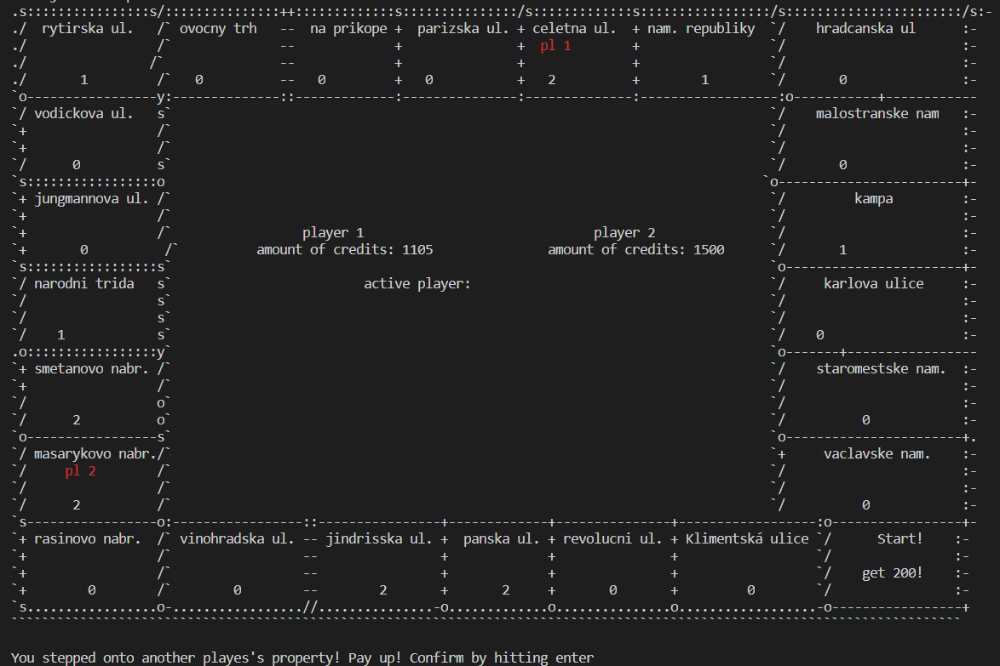 .s::::::::::::::::s/:::::::::::::::++:::::::::::::s:::::::::::::::/s:::::::::::::s:::::::::::::::::/s:::::::::::::::::::::::/s:-
./  rytirska ul.   /` ovocny trh   --  na prikope +  parizska ul. + celetna ul.  + nam. republiky  `/    hradcanska ul      :-
./                 /`              --             +               +  pl 1        +                 `/                       :-
./                /`               --             +               +              +                 `/                       :-
./       1         /`   0          --   0         +   0           +   2          +        1        `/       0               :-
`o-----------------y:--------------::-------------:---------------:--------------:------------------:o-----------+-------------
`/ vodickova ul.   s`                                                                              `/    malostranske nam   :-
`+                 /`                                                                              `/                       :-
`+                 /`                                                                              `/                       :-
`/      0          s`                                                                              `/       0               :-
`s:::::::::::::::::o                                                                              `o------------------------+-
`+ jungmannova ul. /`                                                                              `/         kampa         :-
`+                 /`                                                                              `/                       :-
`+                 /`                 player 1                              player 2               `/                       :-
`+       0          /`          amount of credits: 1105               amount of credits: 1500      `/       1               :-
`s:::::::::::::::::s`                                                                              `o-----------------------+-
`/ narodni trida   s`                         active player:                                       `/     karlova ulice     :-
`/                 s`                                                                              `/                       :-
`/                 s`                                                                              `/                       :-
`/    1            s`                                                                              `/    0                  :-
.o:::::::::::::::::y`                                                                              `o-------+-----------------
`+ smetanovo nabr. /`                                                                              `/    staromestske nam.  :-
`+                 /`                                                                              `/                       :-
`/                 o`                                                                              `/                       :-
`/      2          o`                                                                              `/          0            :-
`o-----------------s`                                                                              `o-----------------------+.
`/ masarykovo nabr./`                                                                              `+     vaclavske nam.    :-
`/     pl 2        /`                                                                              `/                       :-
`/                 /`                                                                              `/                       :-
`/      2          /`                                                                              `/          0            :-
`s-----------------o:-----------------::----------------+-------------+---------------+------------------:o-----------------+-
`+ rasinovo nabr.  /` vinohradska ul. -- jindrisska ul. +  panska ul. + revolucni ul. + Klimentská ulice `/      Start!    :-
`+                 /`                 --                +             +               +                  `/                :-
`+                 /`                 --                +             +               +                  `/    get 200!    :-
`+        0        /`        0        --        2       +       2     +       0       +         0        `/                :-
`s.................o-.................//...............-o.............o...............o..................-o-----------------+
````````````````````````````````````````````````````````````````````````````````````````````````````````````````````````````
You stepped onto another playes's property! Pay up! Confirm by hitting enter